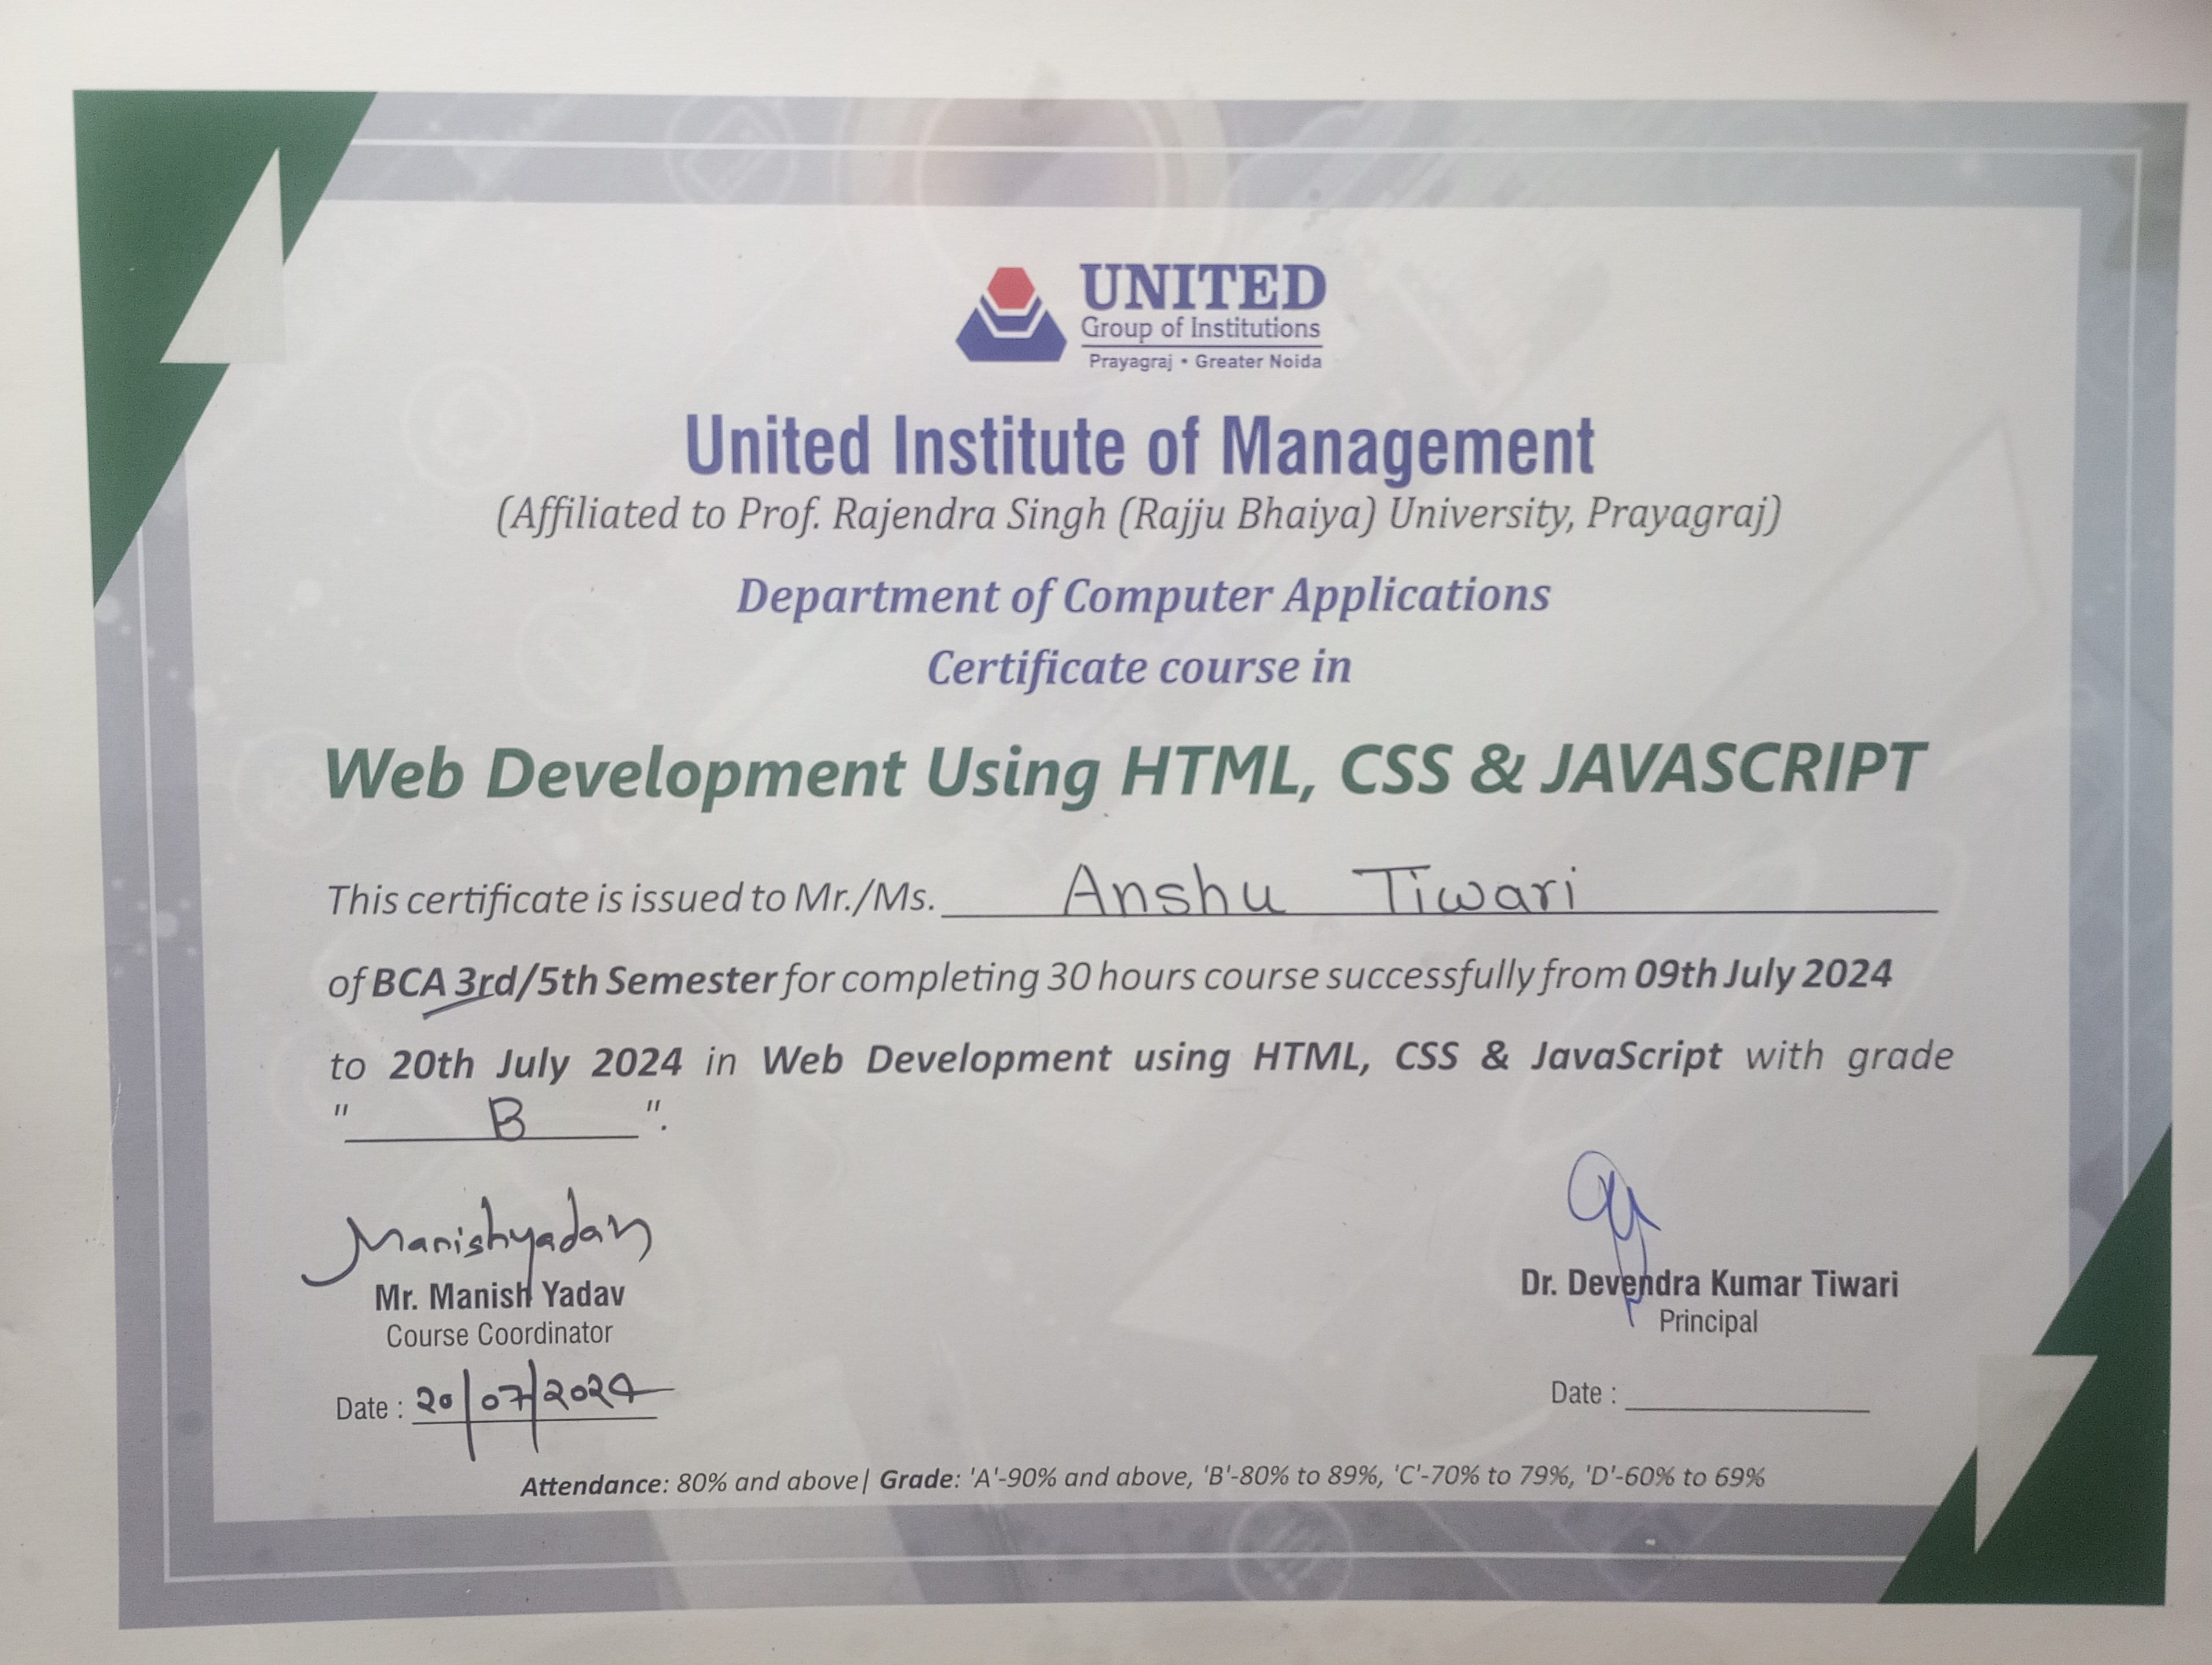 UNITED
Group of Institutions
Prayagraj • Greater Noida
United Institute of Management
(Affiliated to Prof. Rajendra Singh (Rajju Bhaiya) University, Prayagraj)
Department of Computer Applications
Certificate course in
Web Development Using HTML, CSS & JAVASCRIPT
This certificate is issued to Mr./Ms. Anshu Tiwari
of BCA 3rd/5th Semester for completing 30 hours course successfully from 09th July 2024
to 20th July 2024 in Web Development using HTML, CSS & JavaScript with grade
" B ".
Manishyadav
Mr. Manish Yadav
Course Coordinator
Date : 20/07/2024
Dr. Devendra Kumar Tiwari
Principal
Date :
Attendance: 80% and above| Grade: 'A'-90% and above, 'B'-80% to 89%, 'C'-70% to 79%, 'D'-60% to 69%